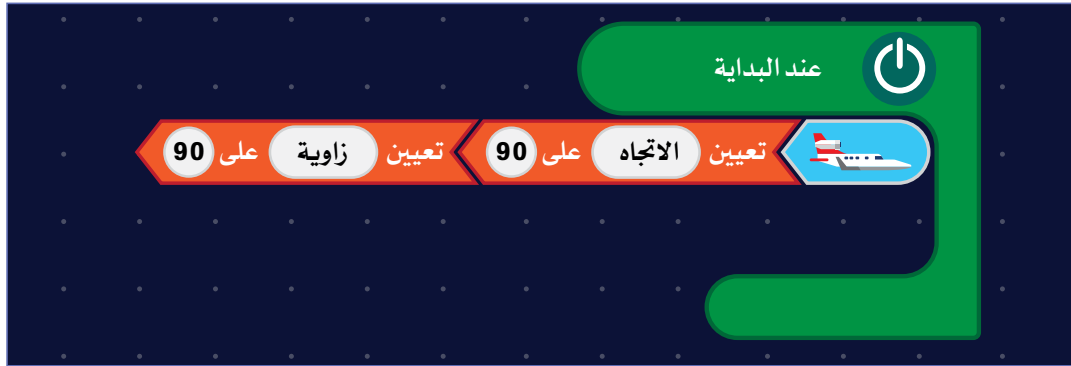 عند البداية
تعيين الاتجاه على 90 تعيين زاوية على 90